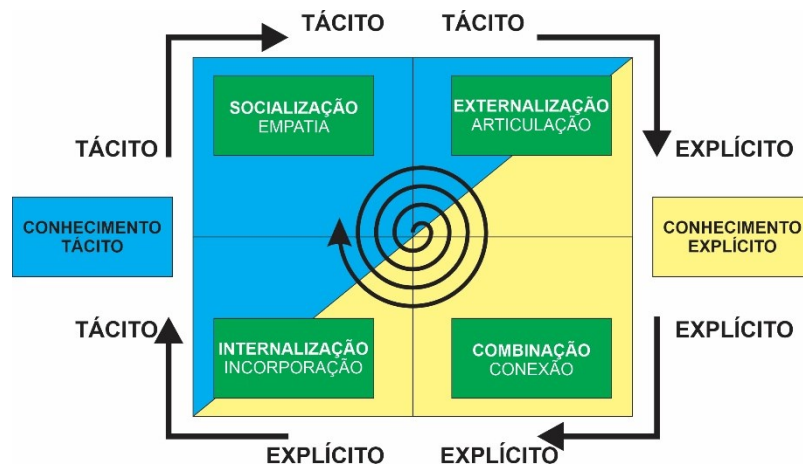 TÁCITO
TÁCITO
SOCIALIZAÇÃO
EMPATIA
EXTERNALIZAÇÃO
ARTICULAÇÃO
TÁCITO
EXPLÍCITO
CONHECIMENTO
TÁCITO
CONHECIMENTO
EXPLÍCITO
TÁCITO
EXPLÍCITO
INTERNALIZAÇÃO
INCORPORAÇÃO
COMBINAÇÃO
CONEXÃO
EXPLÍCITO
EXPLÍCITO